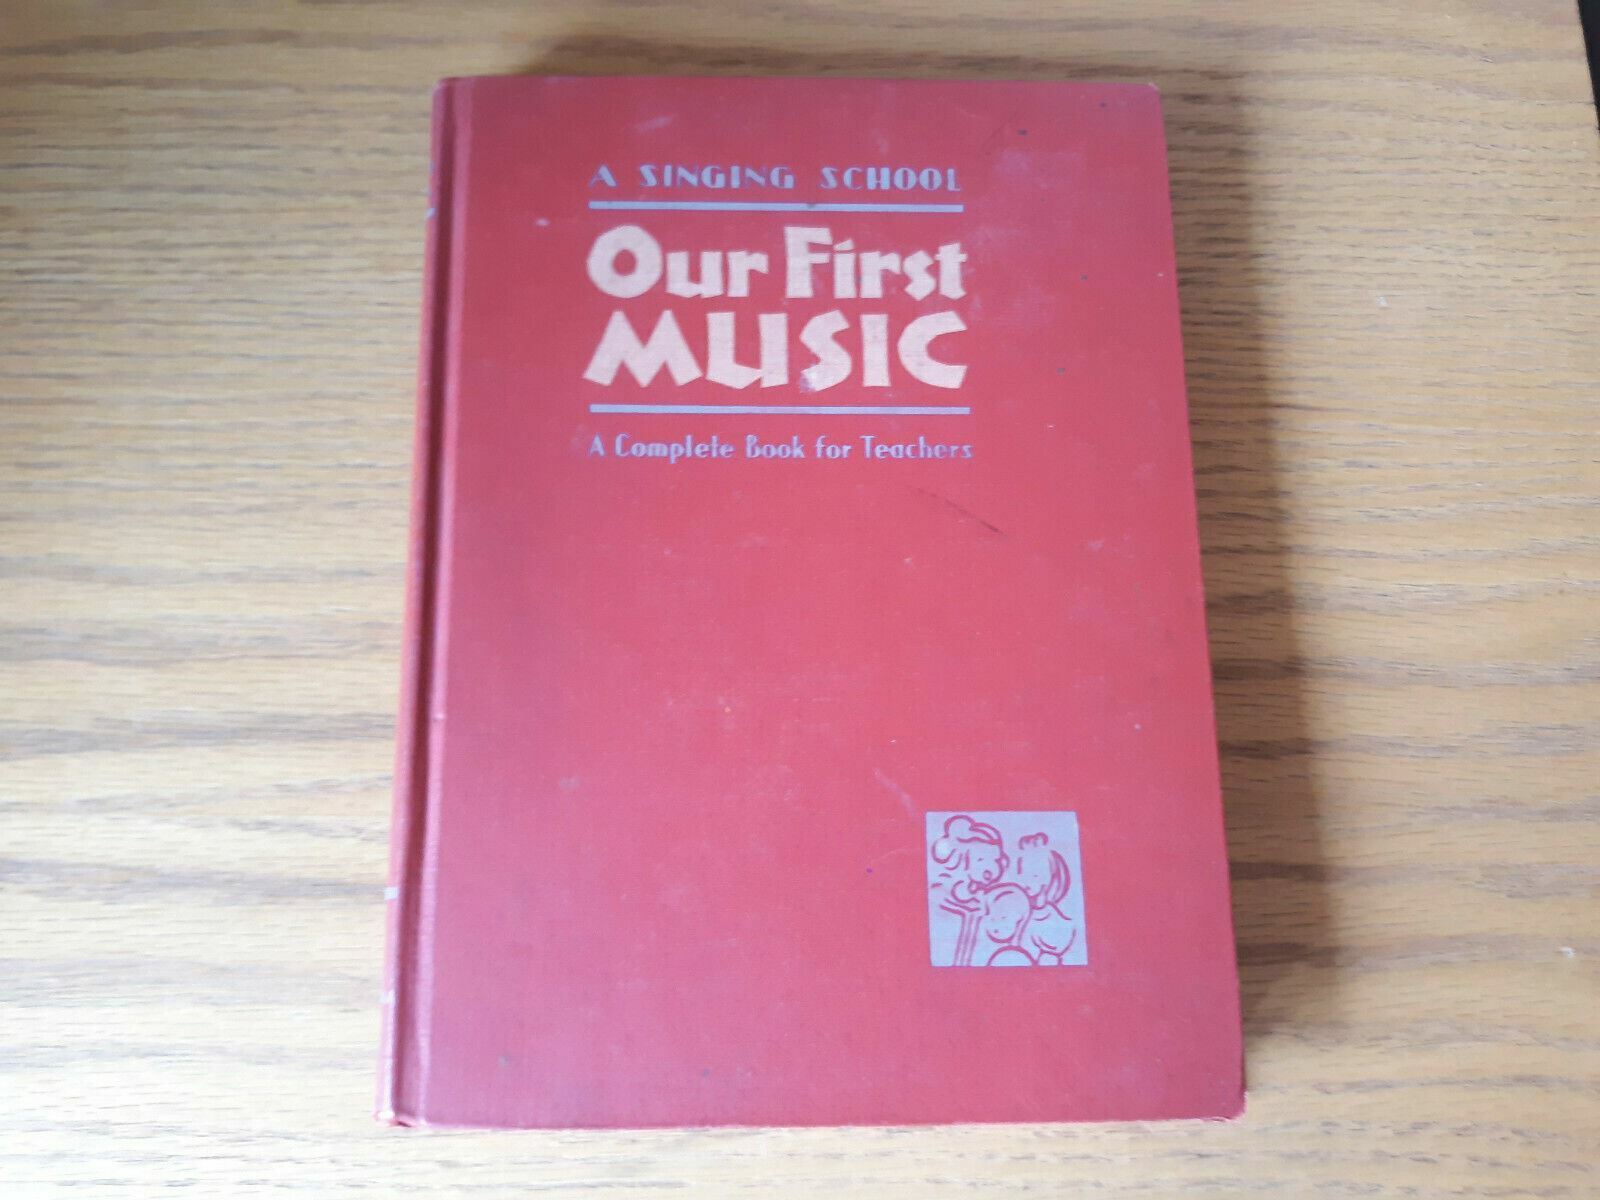 A SINGING SCHOOL
Our First
MUSIC
A Complete Book for Teachers